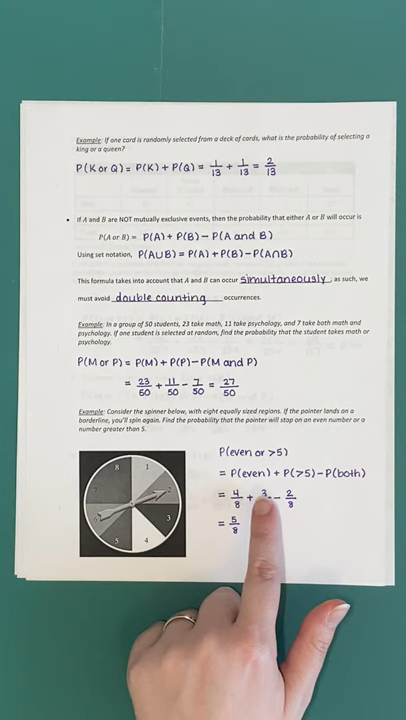 Example: If one card is randomly selected from a deck of cards, what is the probability of selecting a
king or a queen?
P(K or Q) = P(K) + P(Q) = 1/13 + 1/13 = 2/13
• If A and B are NOT mutually exclusive events, then the probability that either A or B will occur is
P(A or B) = P(A) + P(B) - P(A and B)
Using set notation, P(A∪B) = P(A) + P(B) - P(A∩B)
This formula takes into account that A and B can occur simultaneously; as such, we
must avoid double counting occurrences.
Example: In a group of 50 students, 23 take math, 11 take psychology, and 7 take both math and
psychology. If one student is selected at random, find the probability that the student takes math or
psychology.
P(M or P) = P(M) + P(P) - P(M and P)
= 23/50 + 11/50 - 7/50 = 27/50
Example: Consider the spinner below, with eight equally sized regions. If the pointer lands on a
borderline, you'll spin again. Find the probability that the pointer will stop on an even number or a
number greater than 5.
P(even or >5)
= P(even) + P(>5) - P(both)
= 4/8 + 3 - 2/8
= 5/8
8 1
2
6 3
5 4